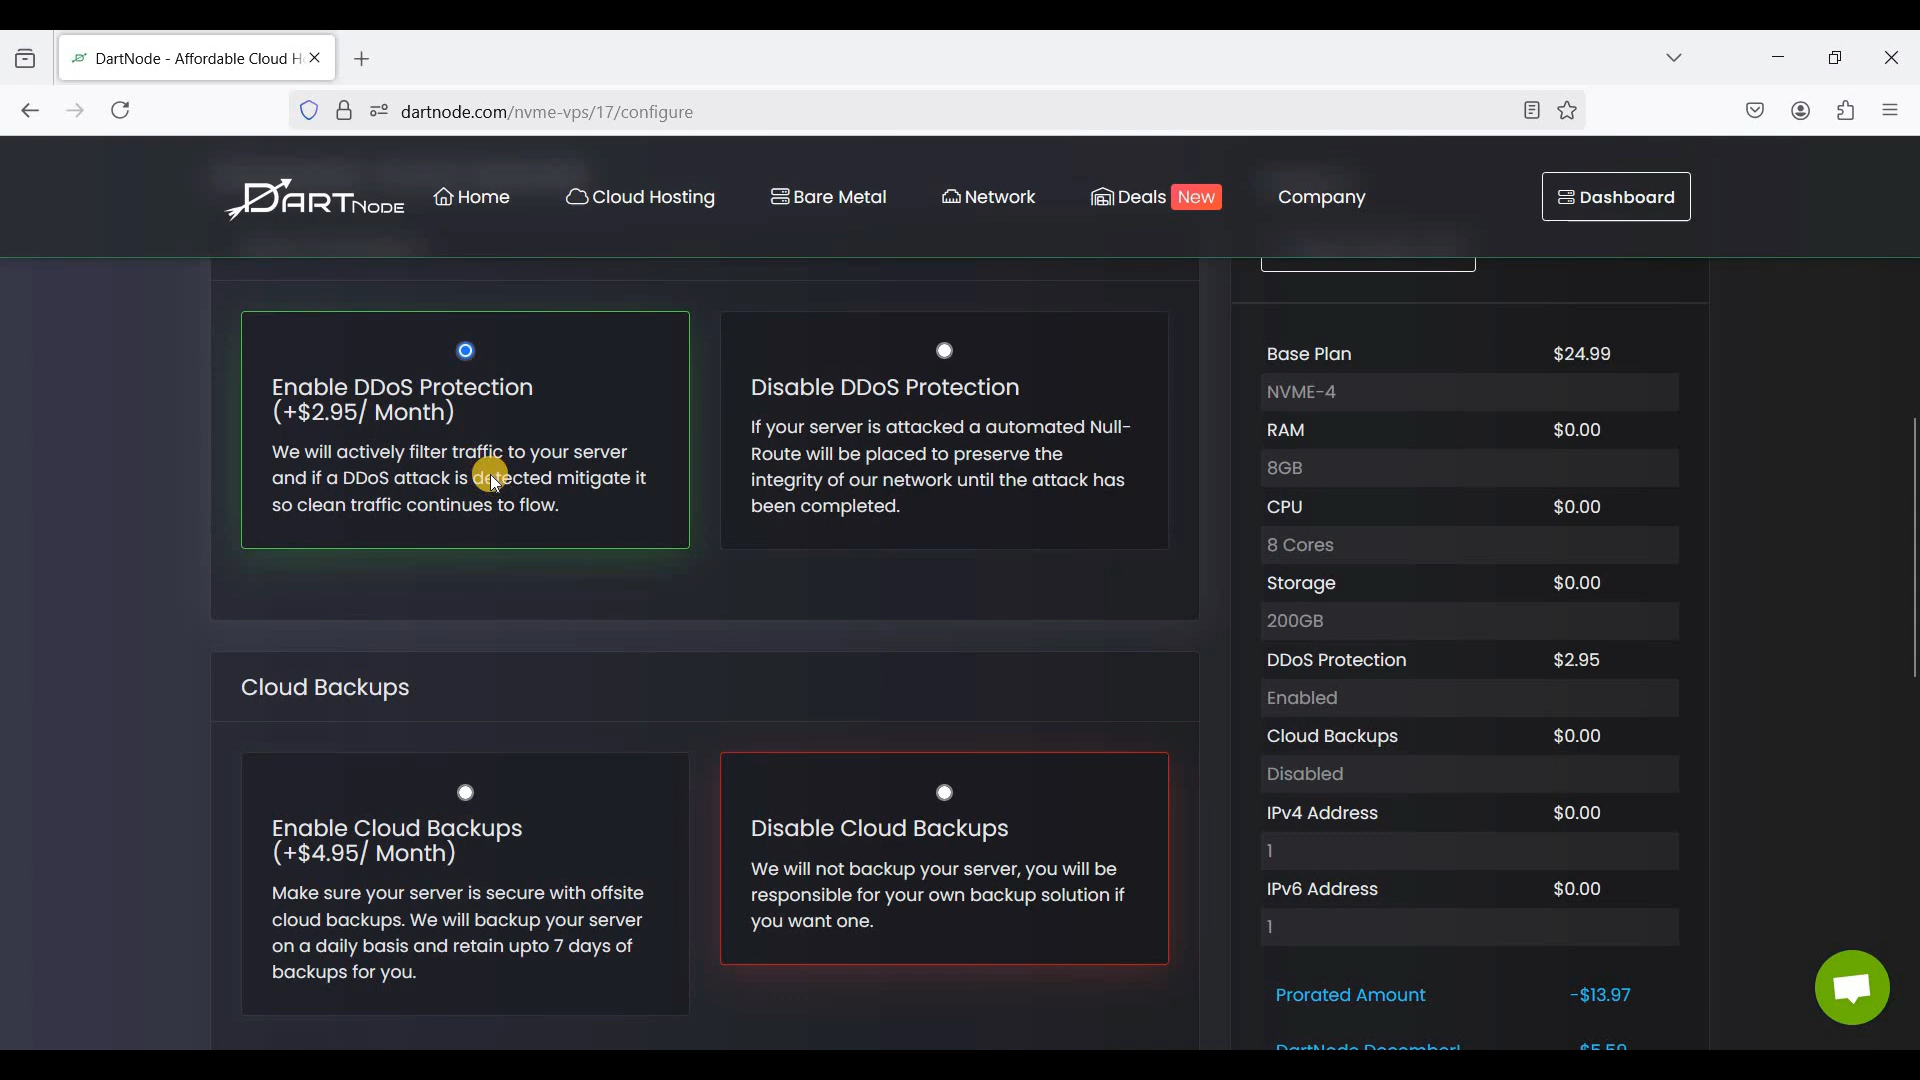 DartNode - Affordable Cloud H
dartnode.com/nvme-vps/17/configure
DARTNODE
Home
Cloud Hosting
Bare Metal
Network
Deals New
Company
Dashboard
Enable DDoS Protection
(+$2.95/ Month)
We will actively filter traffic to your server
and if a DDoS attack is detected mitigate it
so clean traffic continues to flow.
Disable DDoS Protection
If your server is attacked a automated Null-
Route will be placed to preserve the
integrity of our network until the attack has
been completed.
Cloud Backups
Enable Cloud Backups
(+$4.95/ Month)
Make sure your server is secure with offsite
cloud backups. We will backup your server
on a daily basis and retain upto 7 days of
backups for you.
Disable Cloud Backups
We will not backup your server, you will be
responsible for your own backup solution if
you want one.
Base Plan $24.99
NVME-4
RAM $0.00
8GB
CPU $0.00
8 Cores
Storage $0.00
200GB
DDoS Protection $2.95
Enabled
Cloud Backups $0.00
Disabled
IPv4 Address $0.00
1
IPv6 Address $0.00
1
Prorated Amount -$13.97
DartNode December!